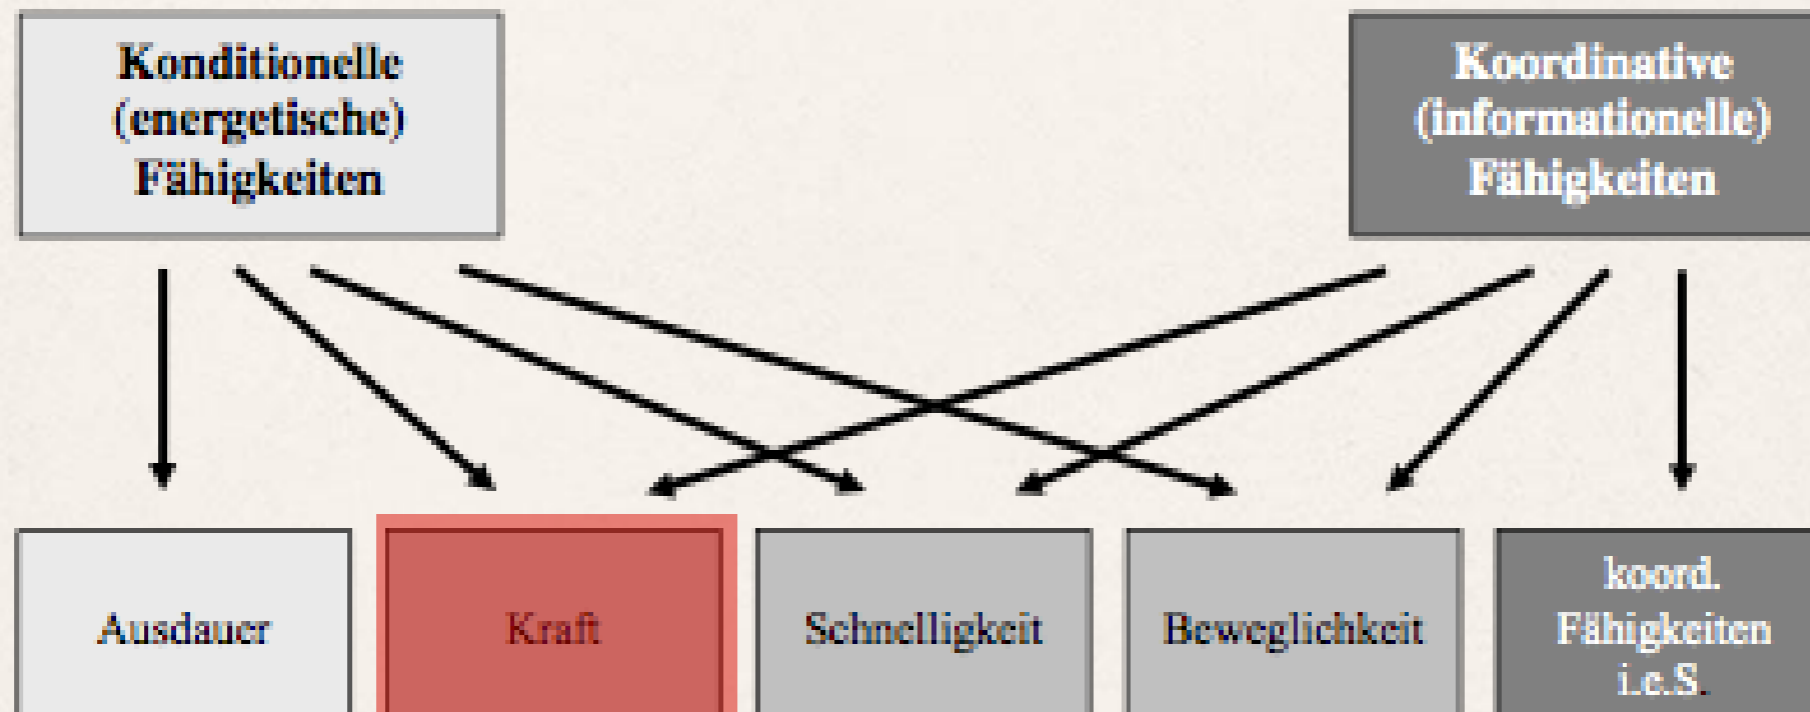 Konditionelle
(energetische)
Fähigkeiten
Koordinative
(informationelle)
Fähigkeiten
Ausdauer
Kraft
Schnelligkeit
Beweglichkeit
koord.
Fähigkeiten
i.e.S.